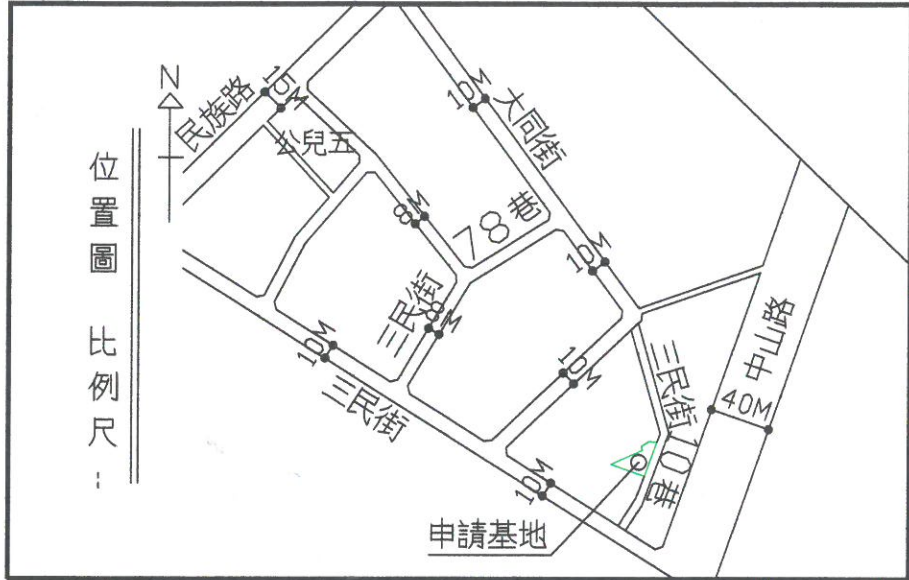 位置圖 比例尺:
N
民族路
15M
公兒五
10M
大同街
8M
78巷
10M
三民街
8M
10M
三民街
10M
三民街10巷
中山路
40M
10M
申請基地